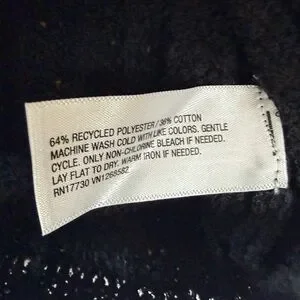 64% RECYCLED POLYESTER / 36% COTTON
MACHINE WASH COLD WITH LIKE COLORS. GENTLE
CYCLE. ONLY NON-CHLORINE BLEACH IF NEEDED.
LAY FLAT TO DRY. WARM IRON IF NEEDED.
RN17730 VN1268582